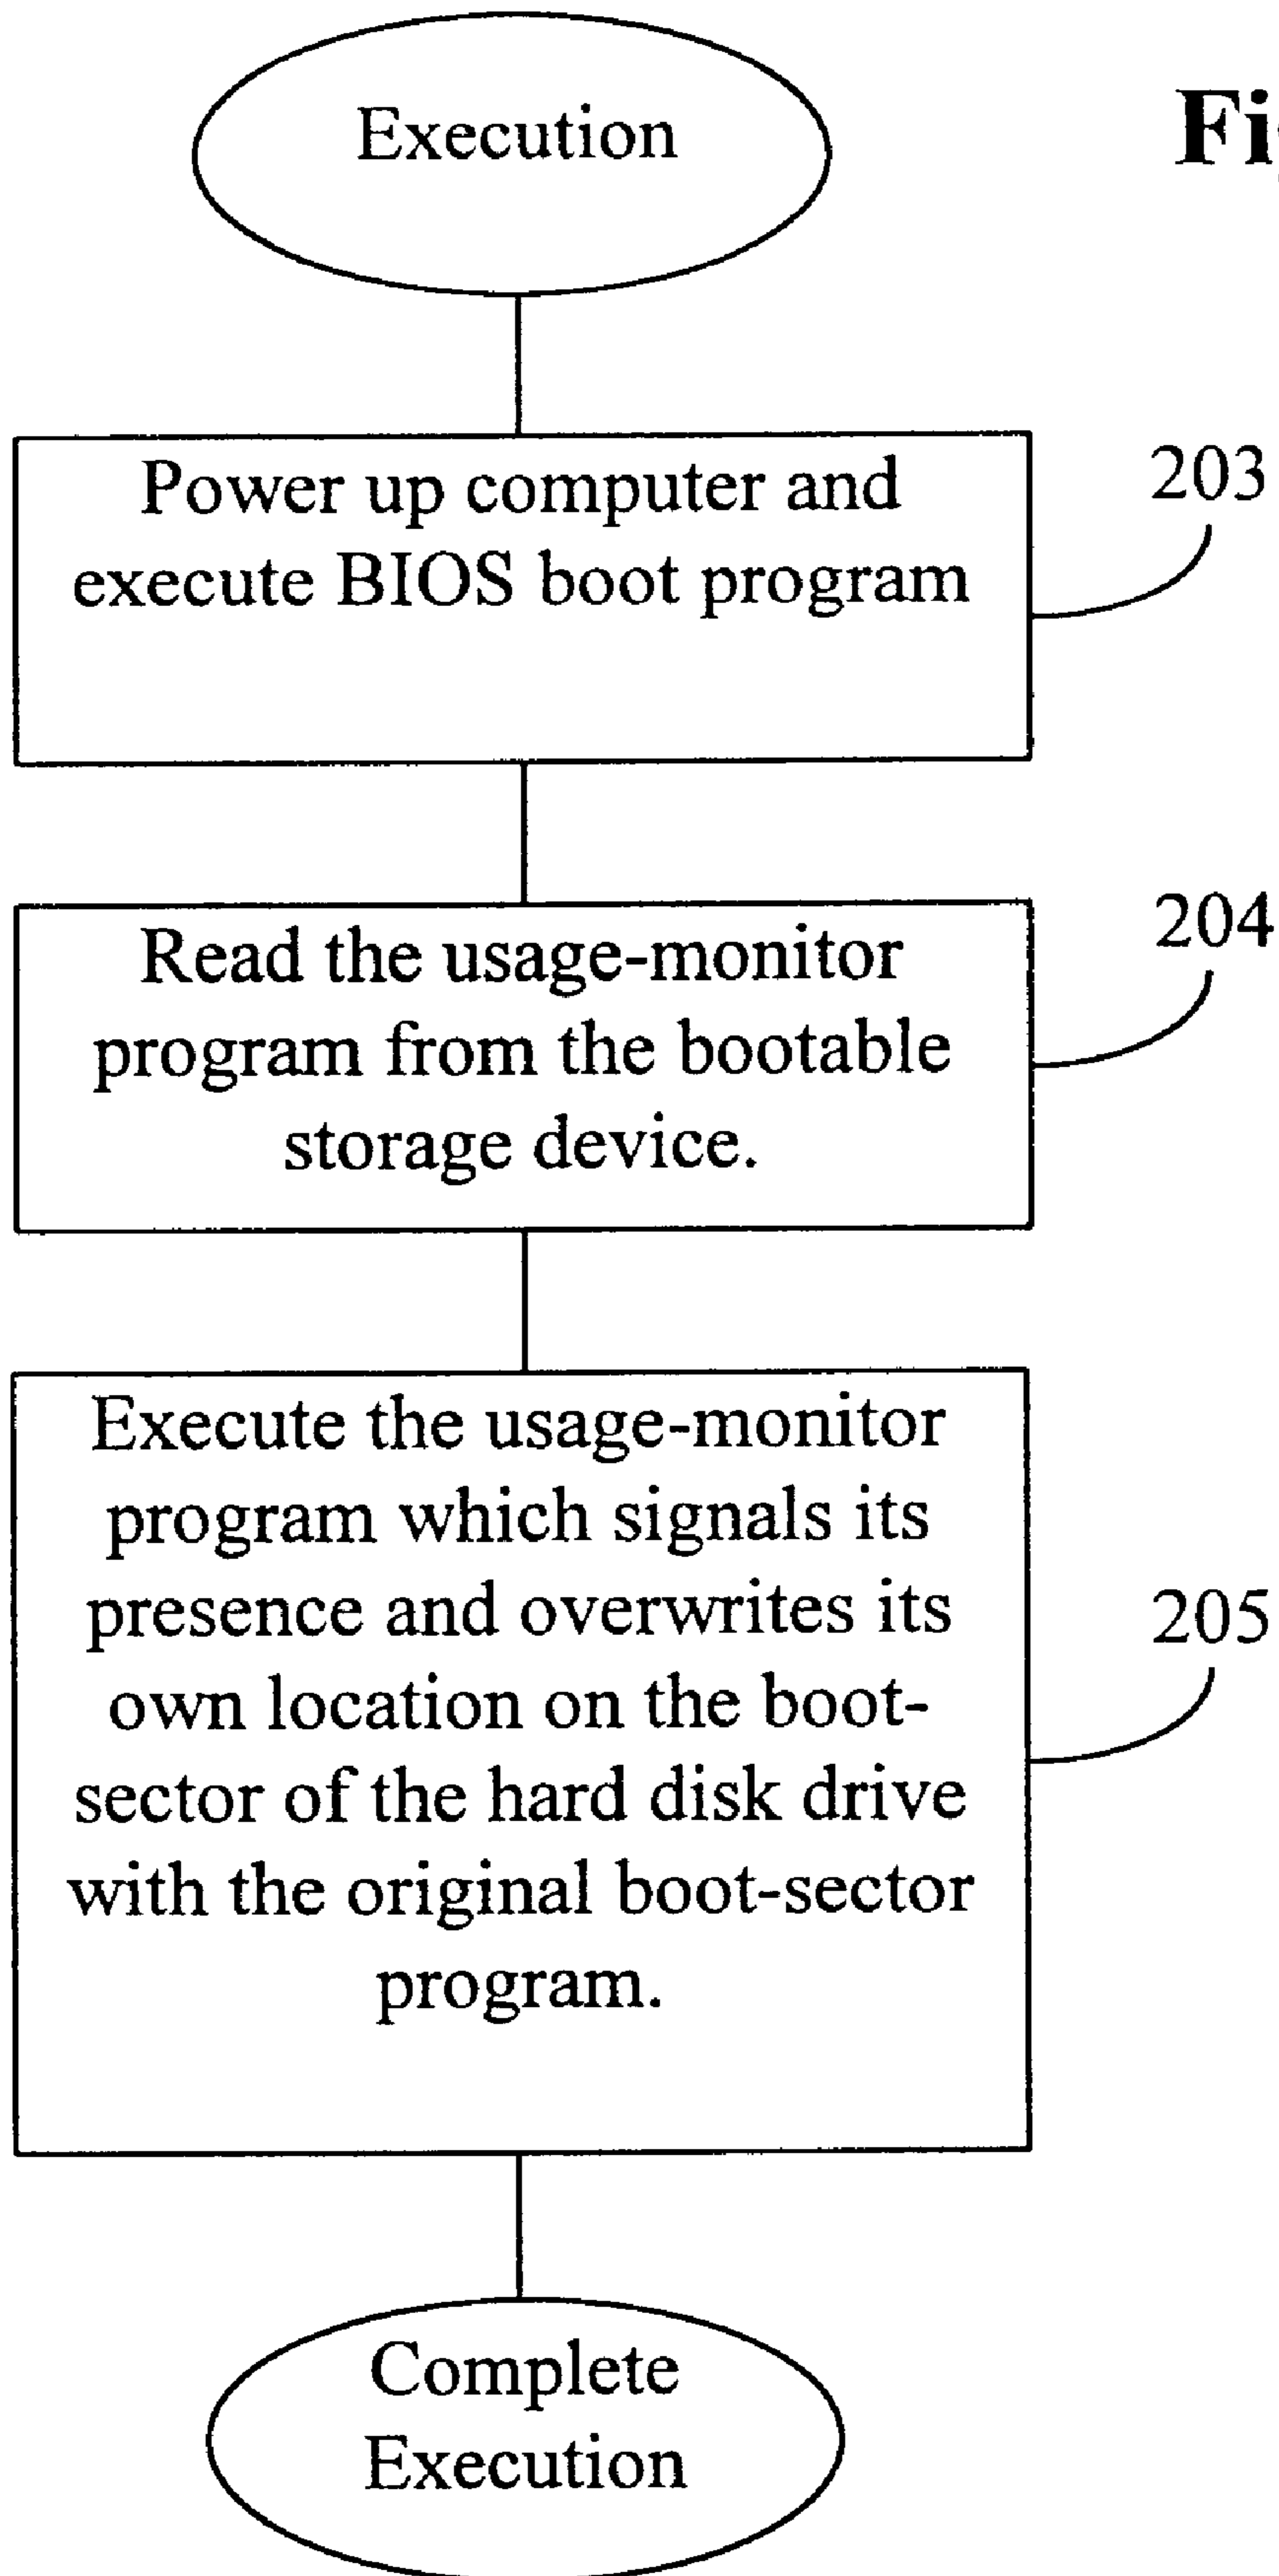 Execution
Power up computer and
execute BIOS boot program
203
Read the usage-monitor
program from the bootable
storage device.
204
Execute the usage-monitor
program which signals its
presence and overwrites its
own location on the boot-
sector of the hard disk drive
with the original boot-sector
program.
205
Complete
Execution